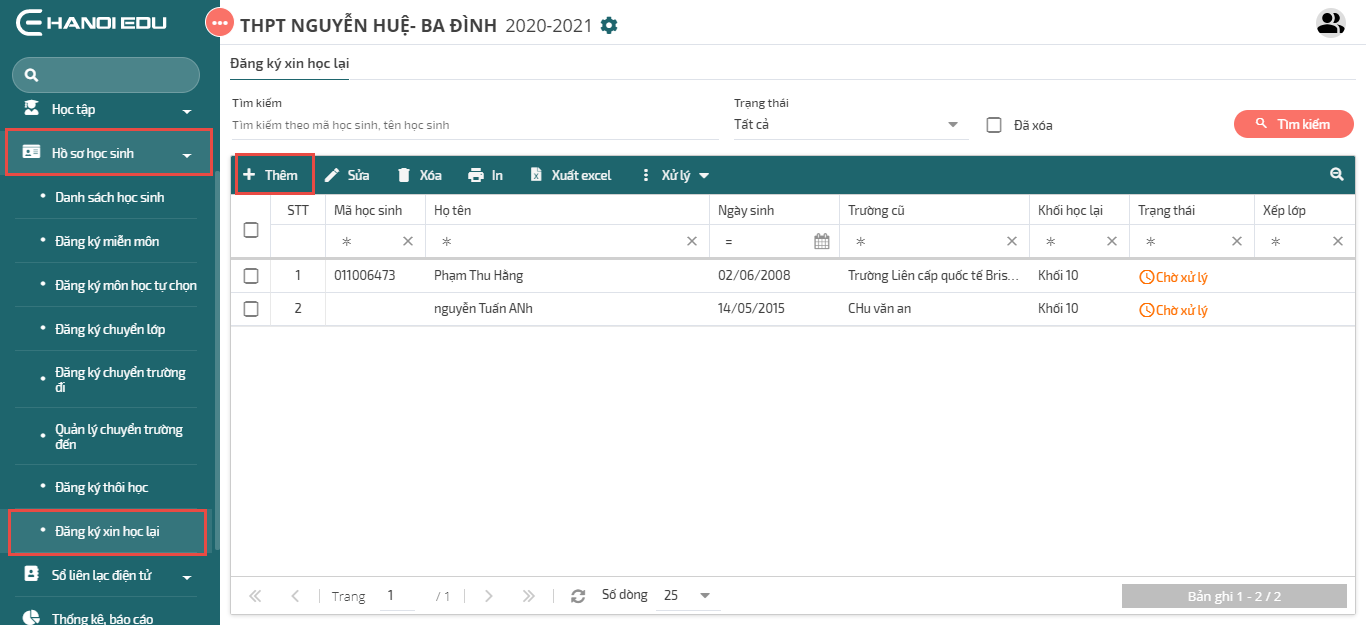 HANOI EDU
THPT NGUYỄN HUỆ- BA ĐÌNH 2020-2021
Học tập
Hồ sơ học sinh
Danh sách học sinh
Đăng ký miễn môn
Đăng ký môn học tự chọn
Đăng ký chuyển lớp
Đăng ký chuyển trường
đi
Quản lý chuyển trường
đến
Đăng ký thôi học
Đăng ký xin học lại
Sổ liên lạc điện tử
Thống kê, báo cáo
Đăng ký xin học lại
Tìm kiếm
Tìm kiếm theo mã học sinh, tên học sinh
Trạng thái
Tất cả
Đã xóa
Tìm kiếm
+ Thêm Sửa Xóa In Xuất excel Xử lý
STT Mã học sinh Họ tên Ngày sinh Trường cũ Khối học lại Trạng thái Xếp lớp
* × * × = * × * × * × * ×
1 011006473 Phạm Thu Hằng 02/06/2008 Trường Liên cấp quốc tế Bris... Khối 10 Chờ xử lý
2 nguyễn Tuấn ANh 14/05/2015 CHu văn an Khối 10 Chờ xử lý
Trang 1 / 1 Số dòng 25 Bản ghi 1 - 2 / 2